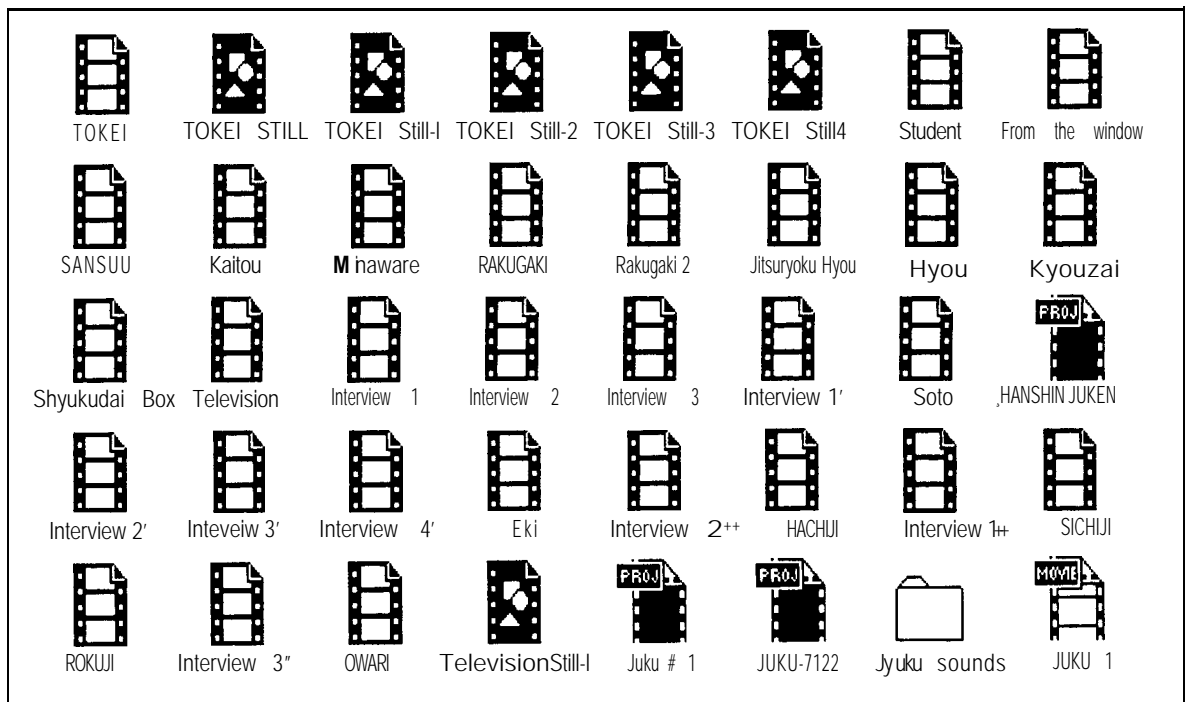 TOKEI TOKEI STILL TOKEI Still-l TOKEI Still-2 TOKEI Still-3 TOKEI Still4 Student From the window
SANSUU Kaitou Minaware RAKUGAKI Rakugaki 2 Jitsuryoku Hyou Hyou Kyouzai
PROJ
Shyukudai Box Television Interview 1 Interview 2 Interview 3 Interview 1' Soto ,HANSHIN JUKEN
Interview 2' Inteveiw 3' Interview 4' Eki Interview 2++ HACHIJI Interview 1++ SICHIJI
PROJ PROJ MOVIE
ROKUJI Interview 3" OWARI TelevisionStill-l Juku # 1 JUKU-7122 Jyuku sounds JUKU 1